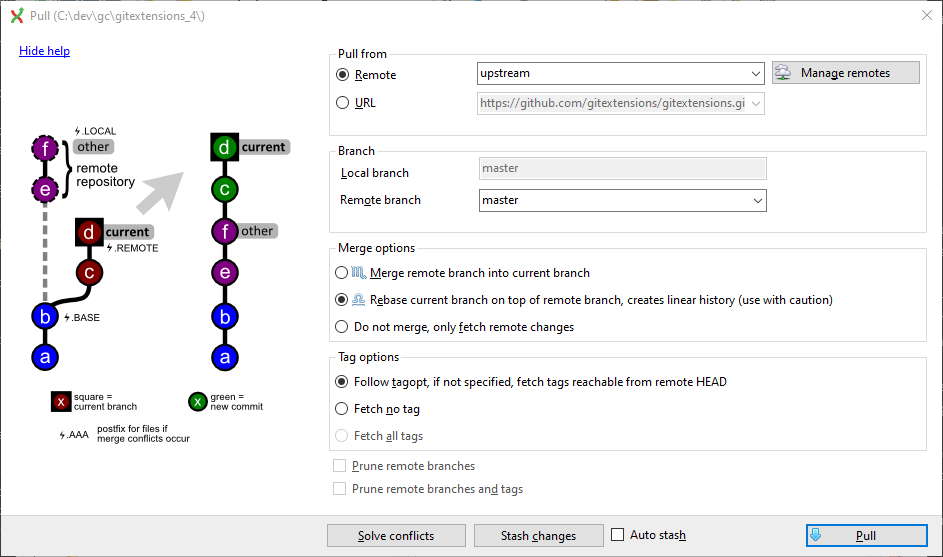 Pull (C:\dev\gc\gitextensions_4\)
Hide help
.LOCAL
f
other
e
remote
repository
d
current
.REMOTE
c
b
.BASE
a
d
current
c
f
other
e
b
a
x
square =
current branch
x
green =
new commit
.AAA
postfix for files if
merge conflicts occur
Pull from
Remote
upstream
Manage remotes
URL
https://github.com/gitextensions/gitextensions.gi
Branch
Local branch
master
Remote branch
master
Merge options
Merge remote branch into current branch
Rebase current branch on top of remote branch, creates linear history (use with caution)
Do not merge, only fetch remote changes
Tag options
Follow tagopt, if not specified, fetch tags reachable from remote HEAD
Fetch no tag
Fetch all tags
Prune remote branches
Prune remote branches and tags
Solve conflicts
Stash changes
Auto stash
Pull